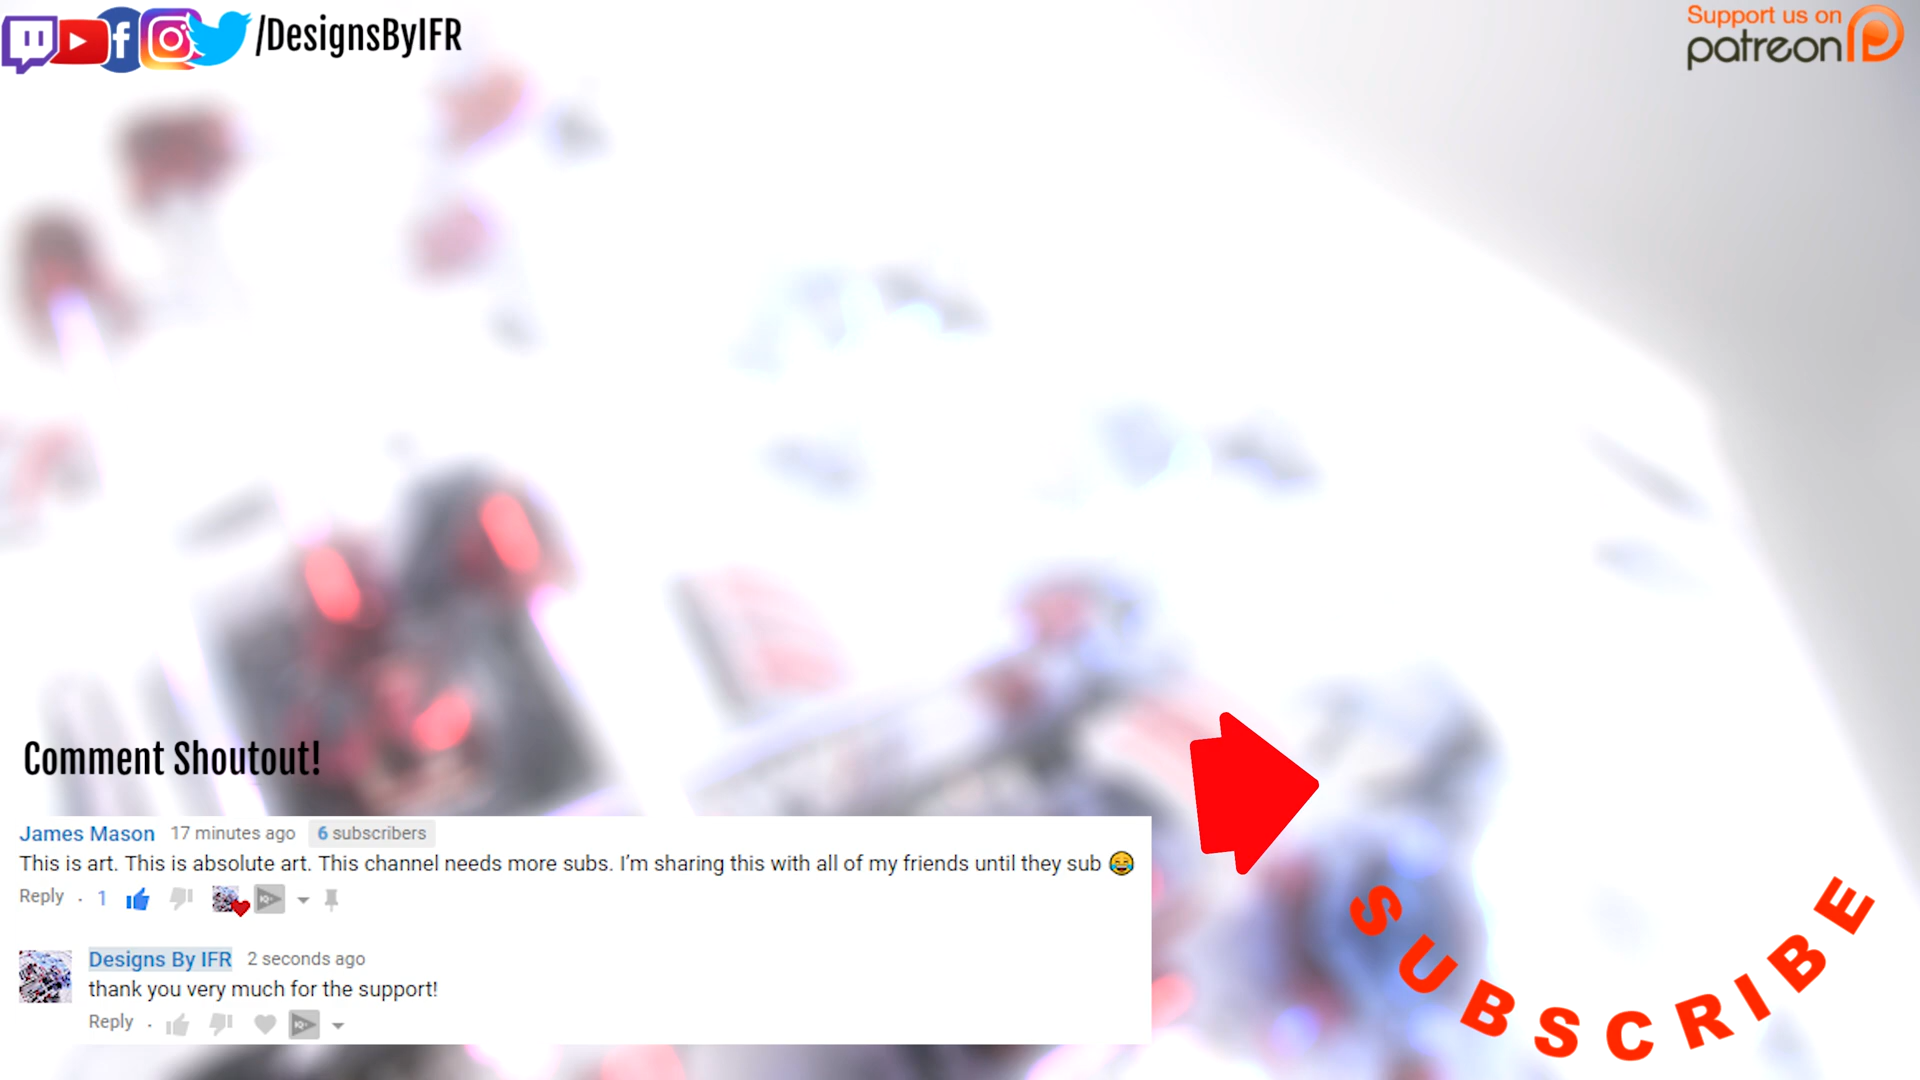 /DesignsByIFR
Support us on
patreon
Comment Shoutout!
James Mason 17 minutes ago 6 subscribers
This is art. This is absolute art. This channel needs more subs. I’m sharing this with all of my friends until they sub 😂
Reply · 1
Designs By IFR 2 seconds ago
thank you very much for the support!
Reply ·
SUBSCRIBE